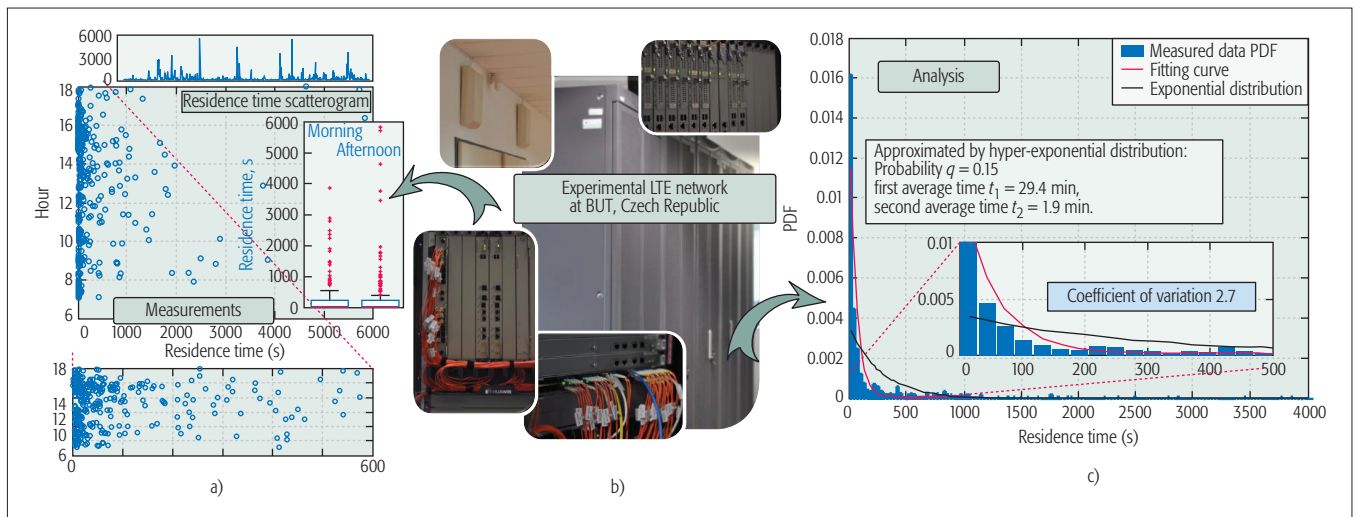 6000
3000
0
Residence time scatterogram
Hour
18
16
14
12
10
8
6
0 1000 2000 3000 4000 5000 6000
Residence time (s)
Measurements
Morning
Afternoon
Residence time, s
6000
5000
4000
3000
2000
1000
0
18
14
12
10
6
0 600
a)
Experimental LTE network
at BUT, Czech Republic
b)
PDF
0.018
0.016
0.014
0.012
0.010
0.008
0.006
0.004
0.002
0
0 500 1000 1500 2000 2500 3000 3500 4000
Residence time (s)
Analysis
Measured data PDF
Fitting curve
Exponential distribution
Approximated by hyper-exponential distribution:
Probability q = 0.15
first average time t1 = 29.4 min,
second average time t2 = 1.9 min.
0.01
0.005
0
0 100 200 300 400 500
Coefficient of variation 2.7
c)